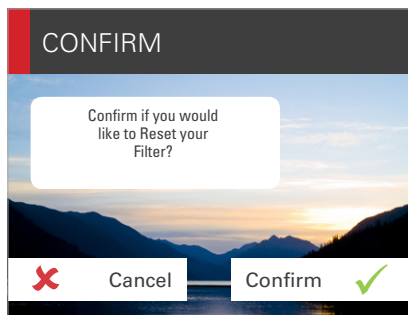 CONFIRM
Confirm if you would
like to Reset your
Filter?
Cancel
Confirm